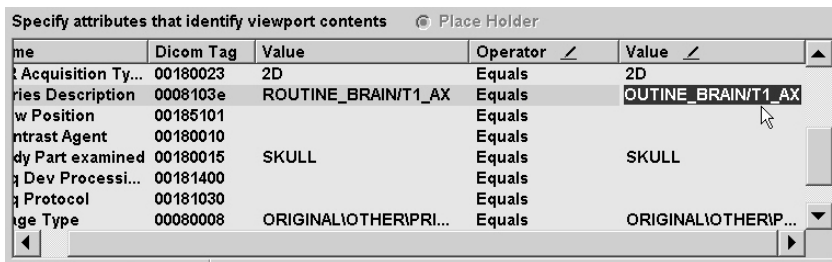 Specify attributes that identify viewport contents Place Holder
me Dicom Tag Value Operator Value
R Acquisition Ty... 00180023 2D Equals 2D
ries Description 0008103e ROUTINE_BRAIN/T1_AX Equals OUTINE_BRAIN/T1_AX
w Position 00185101 Equals
ntrast Agent 00180010 Equals
dy Part examined 00180015 SKULL Equals SKULL
q Dev Processi... 00181400 Equals
q Protocol 00181030 Equals
age Type 00080008 ORIGINAL\OTHER\PRI... Equals ORIGINAL\OTHER\P...